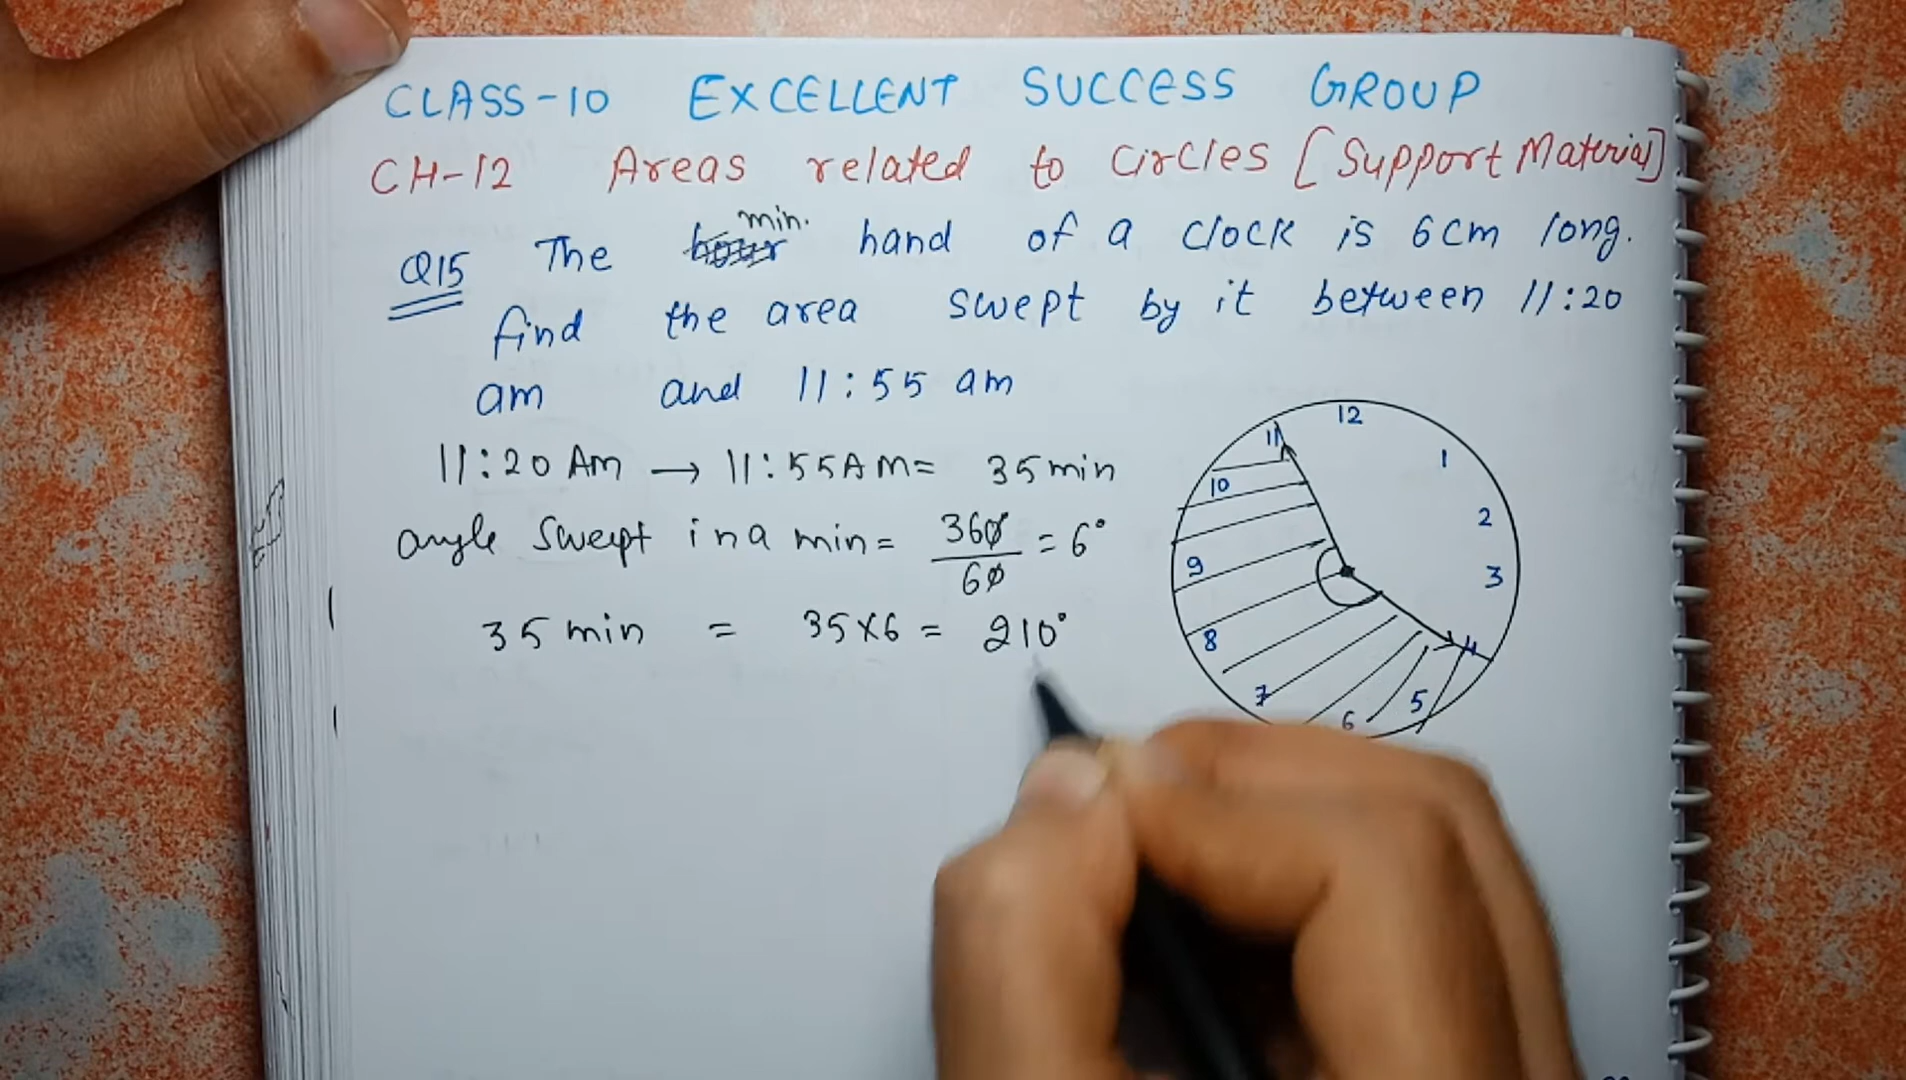 CLASS-10 EXCELLENT SUCCESS GROUP
CH-12 Areas related to Circles [Support Material]
Q15 The min. hand of a clock is 6cm long.
find the area swept by it between 11:20
am and 11:55 am
11:20 Am → 11:55AM = 35min
angle swept in a min = 360/60 = 6°
35min = 35×6 = 210°
12
11
1
10
2
9
3
8
4
7
5
6